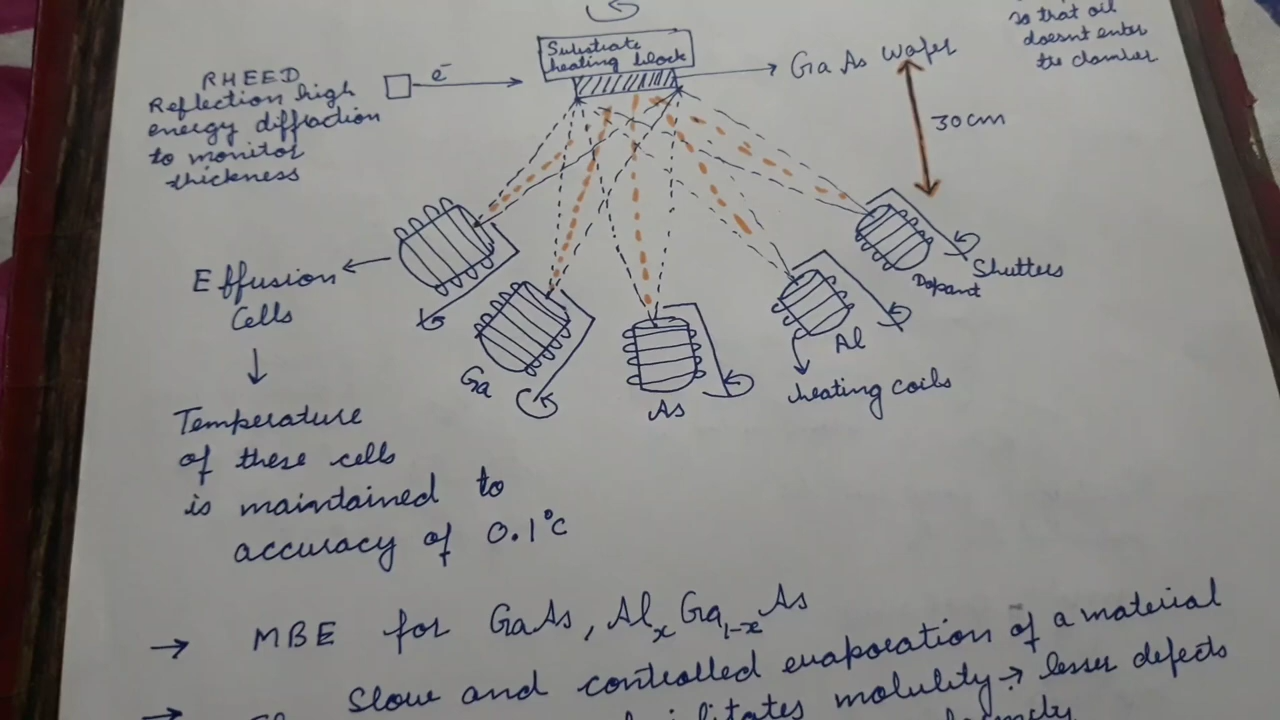 so that oil
doesnt enter
the chamber
Substrate
heating block
Ga As wafer
RHEED
Reflection high
energy diffraction
to monitor
thickness
e⁻
30cm
Effusion
Cells
Shutters
Dopant
Al
Ga
As
heating coils
Temperature
of these cells
is maintained to
accuracy of 0.1°C
→ MBE for GaAs, AlxGa1-xAs
→ Slow and controlled evaporation of a material
mobility → lesser defects